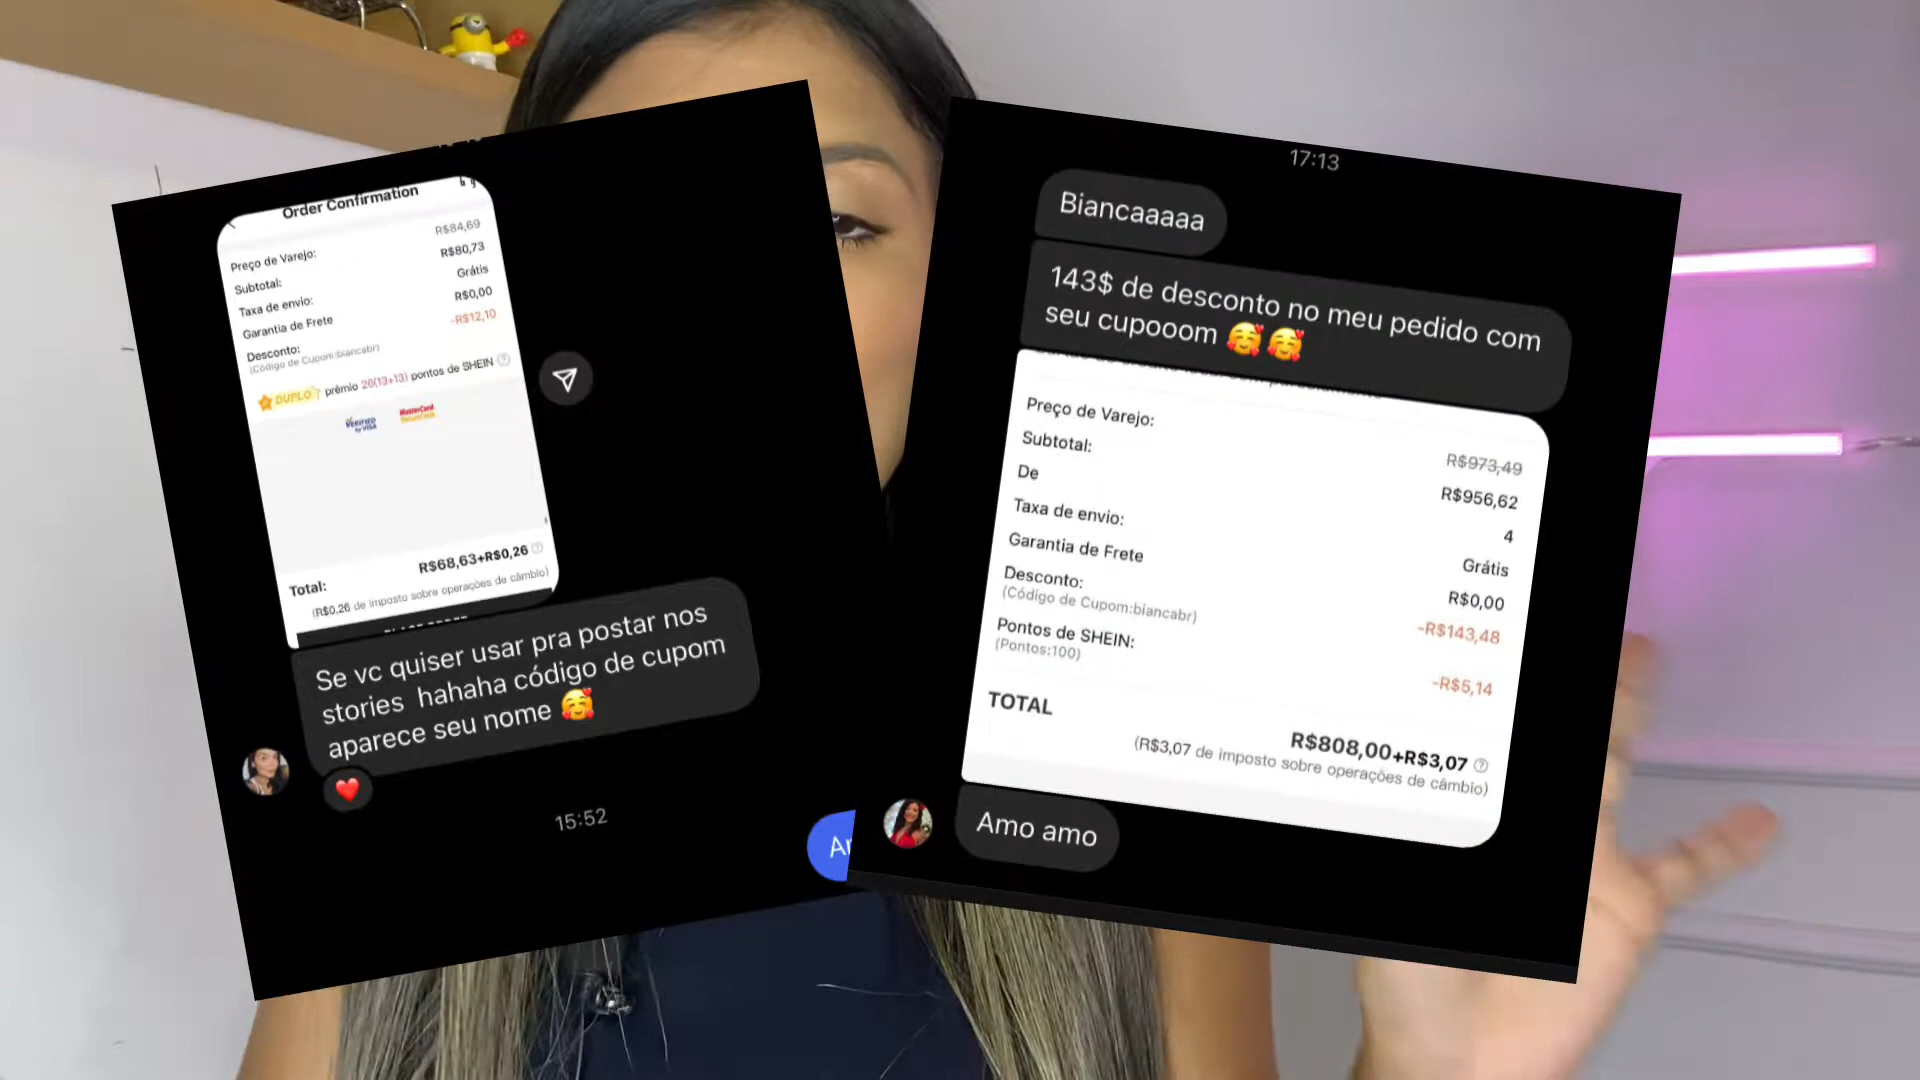 Order Confirmation
R$84,69
Preço de Varejo:
R$80,73
Subtotal:
Grátis
Taxa de envio:
R$0,00
Garantia de Frete
-R$12,10
Desconto:
(Código de Cupom:biancabr)
DUPLO prêmio 26(13+13) pontos de SHEIN
VERIFIED
by VISA
MasterCard
SecureCode
Total:
R$68,63+R$0,26
(R$0,26 de imposto sobre operações de câmbio)
Se vc quiser usar pra postar nos
stories hahaha código de cupom
aparece seu nome 🥰
❤️
15:52
17:13
Biancaaaaa
143$ de desconto no meu pedido com
seu cupooom 🥰🥰
Preço de Varejo:
R$973,49
Subtotal:
R$956,62
De
4
Taxa de envio:
Grátis
Garantia de Frete
R$0,00
Desconto:
(Código de Cupom:biancabr)
-R$143,48
Pontos de SHEIN:
(Pontos:100)
-R$5,14
TOTAL
R$808,00+R$3,07
(R$3,07 de imposto sobre operações de câmbio)
Amo amo